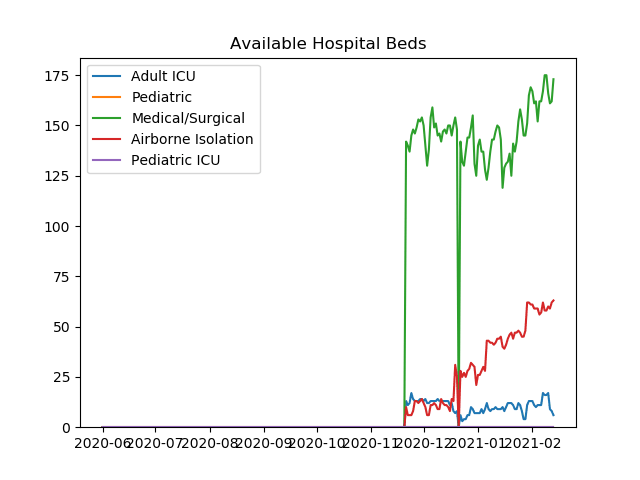 Available Hospital Beds
Adult ICU
Pediatric
Medical/Surgical
Airborne Isolation
Pediatric ICU
175
150
125
100
75
50
25
0
2020-06 2020-07 2020-08 2020-09 2020-10 2020-11 2020-12 2021-01 2021-02